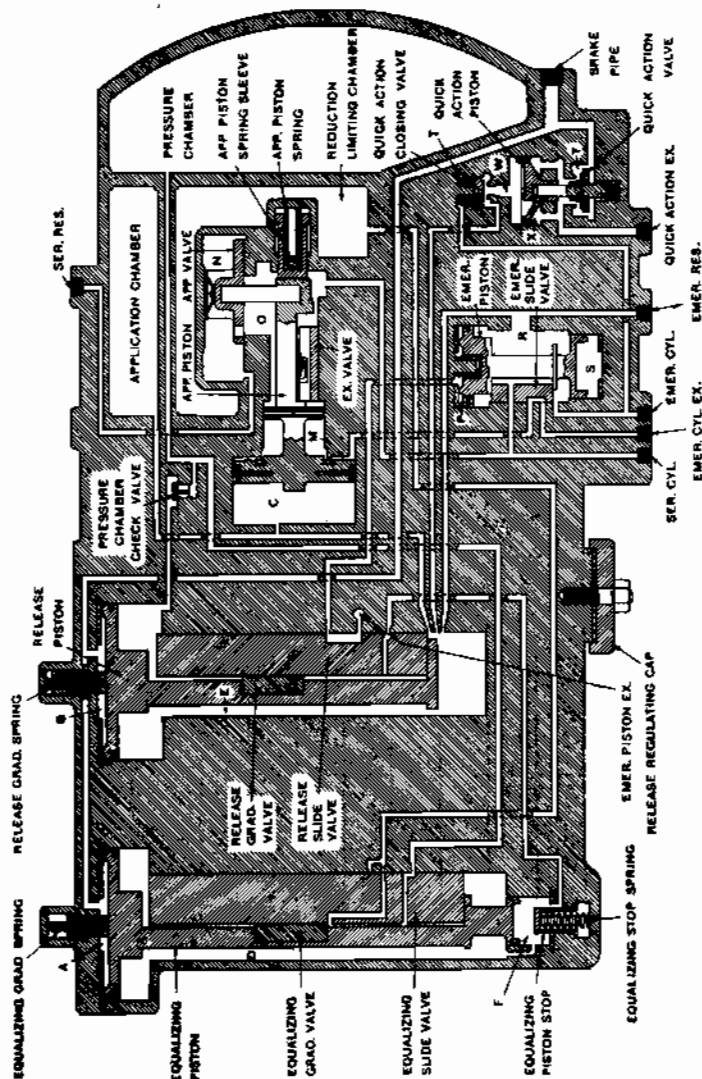 EQUALIZING GRAD SPRING
A
EQUALIZING
PISTON
D
EQUALIZING
GRAD. VALVE
EQUALIZING
SLIDE VALVE
F
EQUALIZING
PISTON STOP
EQUALIZING STOP SPRING
RELEASE GRAD. SPRING
RELEASE
PISTON
B
E
RELEASE
GRAD.
VALVE
RELEASE
SLIDE
VALVE
EMER. PISTON EX.
RELEASE REGULATING CAP
PRESSURE
CHAMBER
CHECK VALVE
SER. RES.
APPLICATION CHAMBER
APP. PISTON
APP VALVE
N
O
C
M
EX. VALVE
PRESSURE
CHAMBER
APP PISTON
SPRING SLEEVE
APP. PISTON
SPRING
REDUCTION
LIMITING CHAMBER
QUICK ACTION
CLOSING VALVE
T
QUICK
ACTION
PISTON
W
X
Y
EMER.
PISTON
EMER.
SLIDE
VALVE
P
R
S
SER. CYL.
EMER. CYL. EX.
EMER. CYL.
EMER. RES.
QUICK ACTION EX.
QUICK ACTION
VALVE
BRAKE
PIPE